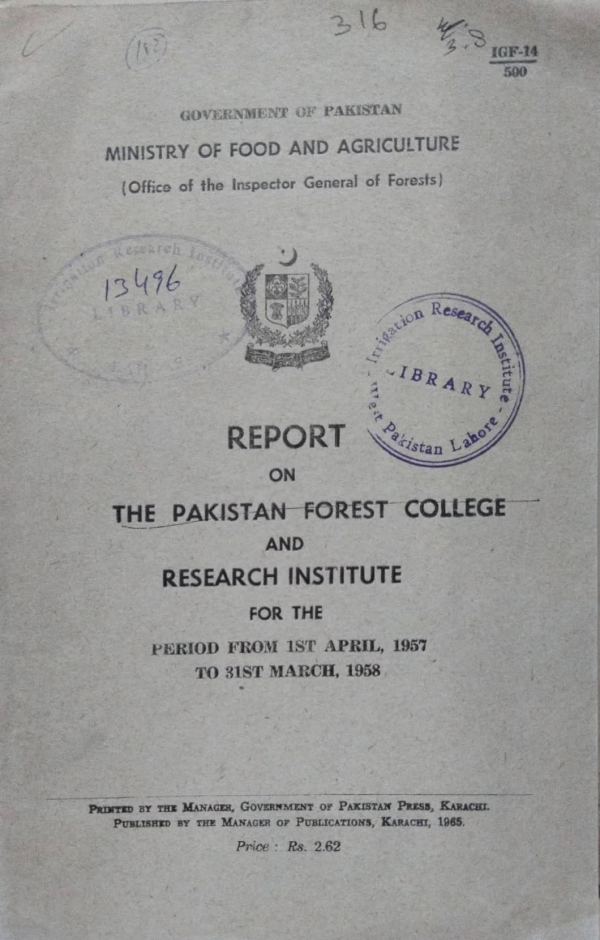 316
IGF-14
500
GOVERNMENT OF PAKISTAN
MINISTRY OF FOOD AND AGRICULTURE
(Office of the Inspector General of Forests)
Irrigation Research Institute
13496
LIBRARY
Irrigation Research Institute
LIBRARY
West Pakistan Lahore
REPORT
ON
THE PAKISTAN FOREST COLLEGE
AND
RESEARCH INSTITUTE
FOR THE
PERIOD FROM 1ST APRIL, 1957
TO 31ST MARCH, 1958
PRINTED BY THE MANAGER, GOVERNMENT OF PAKISTAN PRESS, KARACHI.
PUBLISHED BY THE MANAGER OF PUBLICATIONS, KARACHI, 1965.
Price : Rs. 2.62